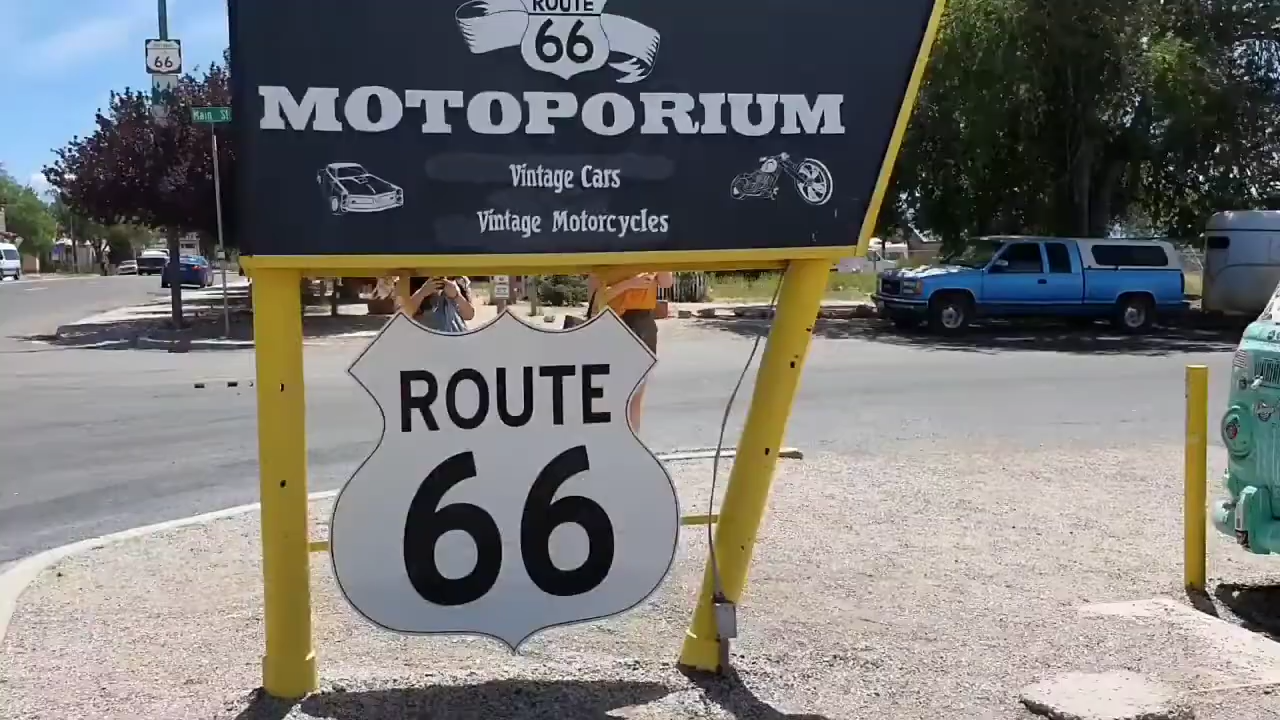 ROUTE
66
MOTOPORIUM
Vintage Cars
Vintage Motorcycles
ROUTE
66
66
Main St